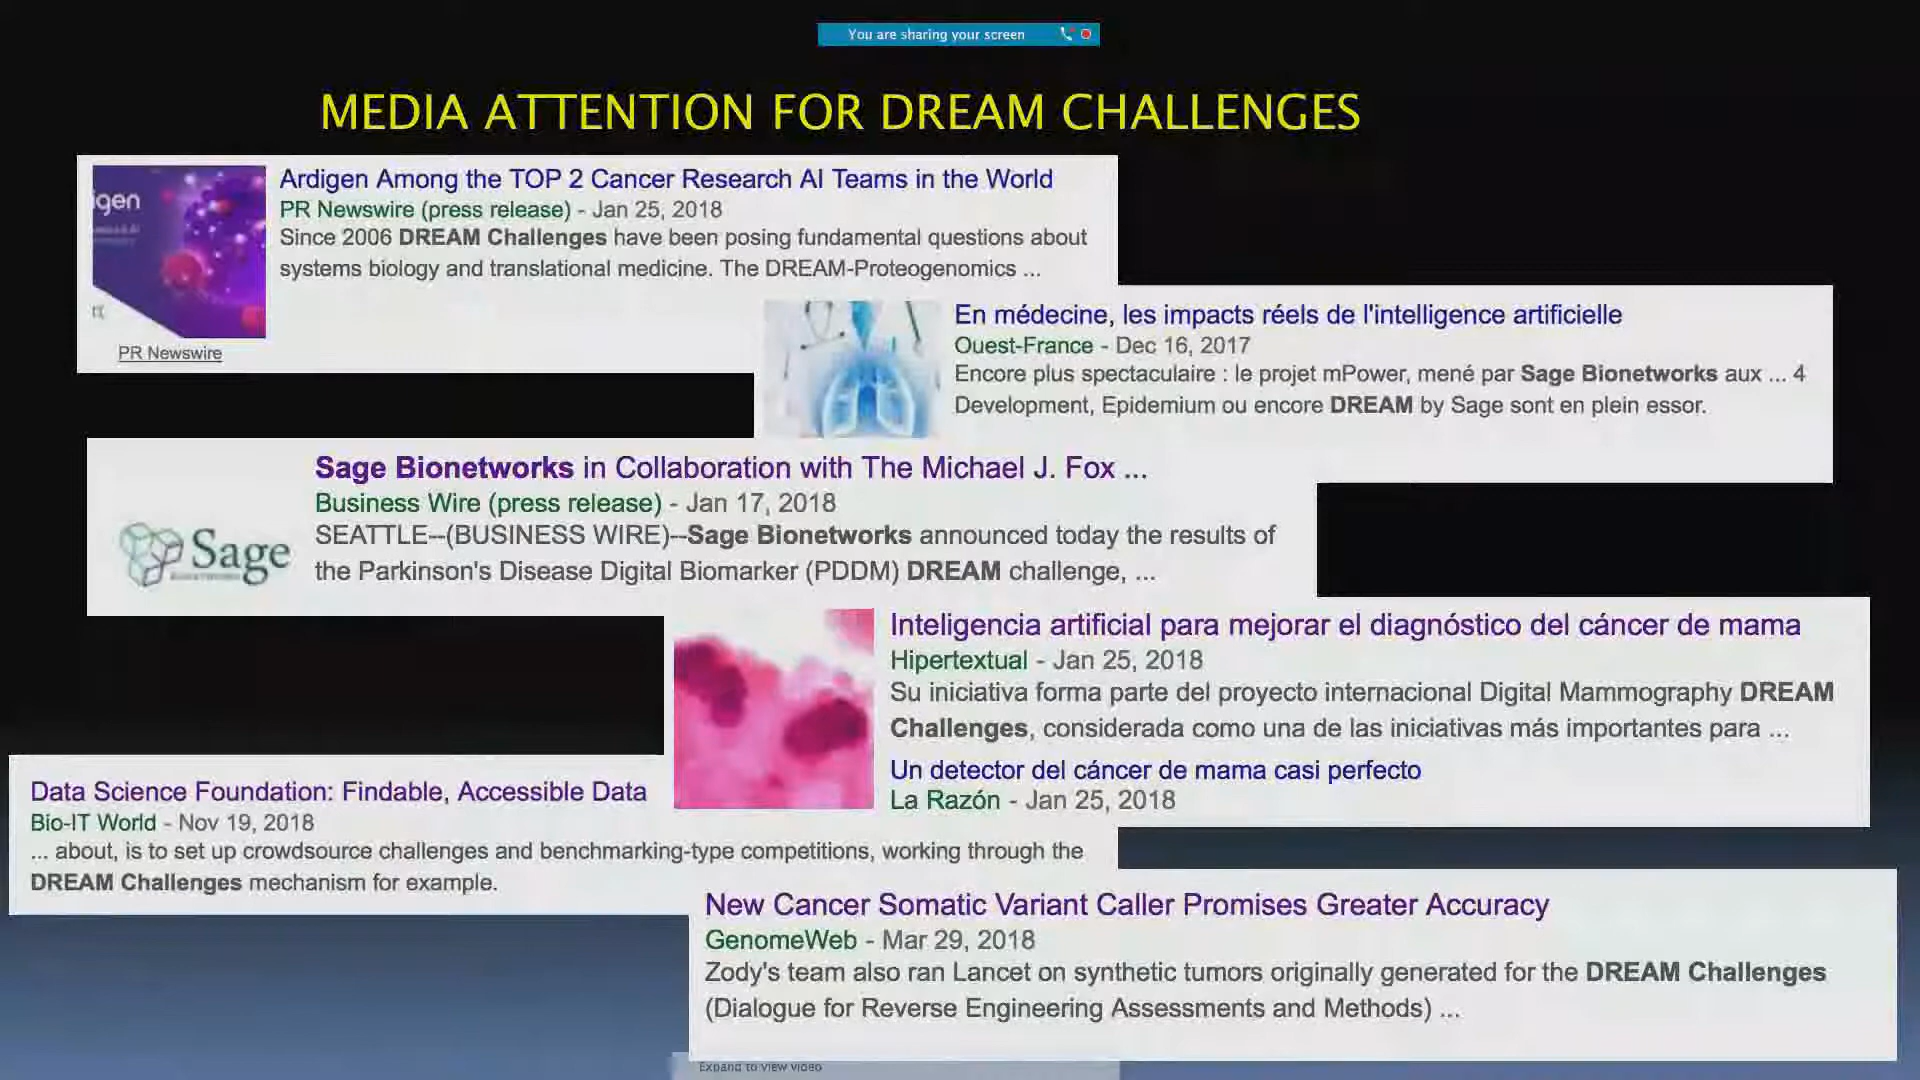 You are sharing your screen
MEDIA ATTENTION FOR DREAM CHALLENGES
igen
Ardigen Among the TOP 2 Cancer Research AI Teams in the World
PR Newswire (press release) - Jan 25, 2018
Since 2006 DREAM Challenges have been posing fundamental questions about
systems biology and translational medicine. The DREAM-Proteogenomics ...
PR Newswire
En médecine, les impacts réels de l'intelligence artificielle
Ouest-France - Dec 16, 2017
Encore plus spectaculaire : le projet mPower, mené par Sage Bionetworks aux ... 4
Development, Epidemium ou encore DREAM by Sage sont en plein essor.
Sage
Sage Bionetworks in Collaboration with The Michael J. Fox ...
Business Wire (press release) - Jan 17, 2018
SEATTLE--(BUSINESS WIRE)--Sage Bionetworks announced today the results of
the Parkinson's Disease Digital Biomarker (PDDM) DREAM challenge, ...
Inteligencia artificial para mejorar el diagnóstico del cáncer de mama
Hipertextual - Jan 25, 2018
Su iniciativa forma parte del proyecto internacional Digital Mammography DREAM
Challenges, considerada como una de las iniciativas más importantes para ...
Un detector del cáncer de mama casi perfecto
La Razón - Jan 25, 2018
Data Science Foundation: Findable, Accessible Data
Bio-IT World - Nov 19, 2018
... about, is to set up crowdsource challenges and benchmarking-type competitions, working through the
DREAM Challenges mechanism for example.
New Cancer Somatic Variant Caller Promises Greater Accuracy
GenomeWeb - Mar 29, 2018
Zody's team also ran Lancet on synthetic tumors originally generated for the DREAM Challenges
(Dialogue for Reverse Engineering Assessments and Methods) ...
Expand to view video